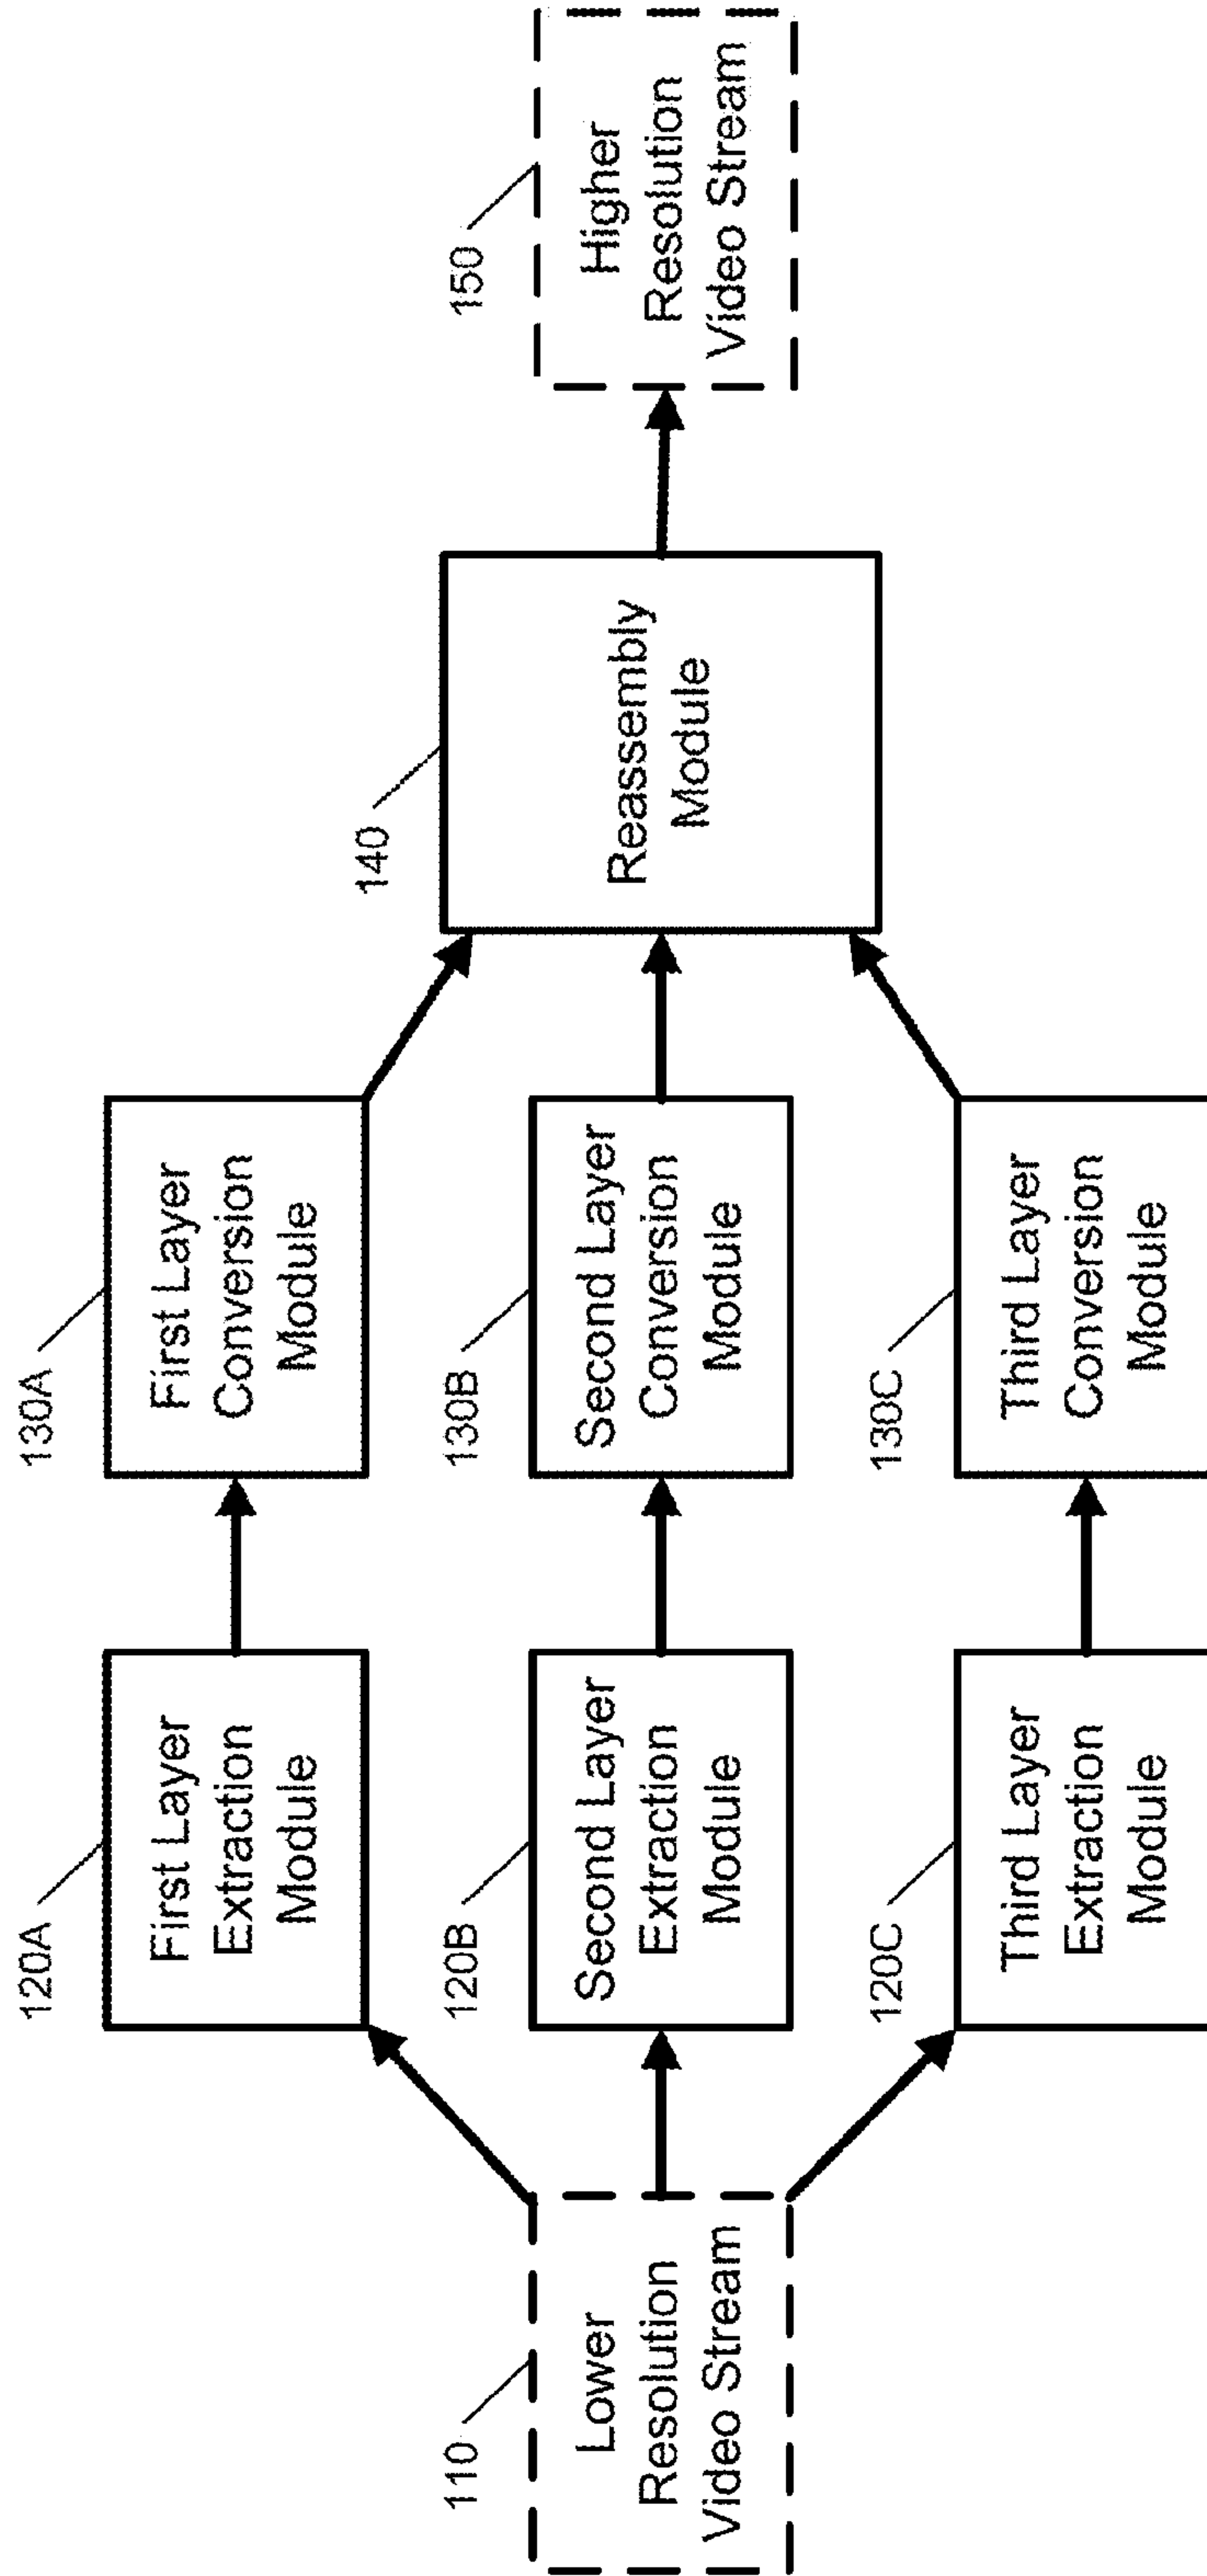 110
Lower
Resolution
Video Stream
120A
First Layer
Extraction
Module
120B
Second Layer
Extraction
Module
120C
Third Layer
Extraction
Module
130A
First Layer
Conversion
Module
130B
Second Layer
Conversion
Module
130C
Third Layer
Conversion
Module
140
Reassembly
Module
150
Higher
Resolution
Video Stream